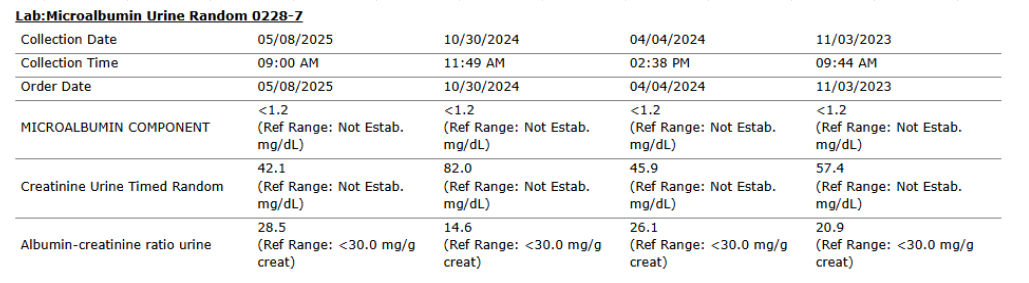 Lab:Microalbumin Urine Random 0228-7
Collection Date 05/08/2025 10/30/2024 04/04/2024 11/03/2023
Collection Time 09:00 AM 11:49 AM 02:38 PM 09:44 AM
Order Date 05/08/2025 10/30/2024 04/04/2024 11/03/2023
<1.2 <1.2 <1.2 <1.2
MICROALBUMIN COMPONENT (Ref Range: Not Estab. (Ref Range: Not Estab. (Ref Range: Not Estab. (Ref Range: Not Estab.
mg/dL) mg/dL) mg/dL) mg/dL)
42.1 82.0 45.9 57.4
Creatinine Urine Timed Random (Ref Range: Not Estab. (Ref Range: Not Estab. (Ref Range: Not Estab. (Ref Range: Not Estab.
mg/dL) mg/dL) mg/dL) mg/dL)
28.5 14.6 26.1 20.9
Albumin-creatinine ratio urine (Ref Range: <30.0 mg/g (Ref Range: <30.0 mg/g (Ref Range: <30.0 mg/g (Ref Range: <30.0 mg/g
creat) creat) creat) creat)